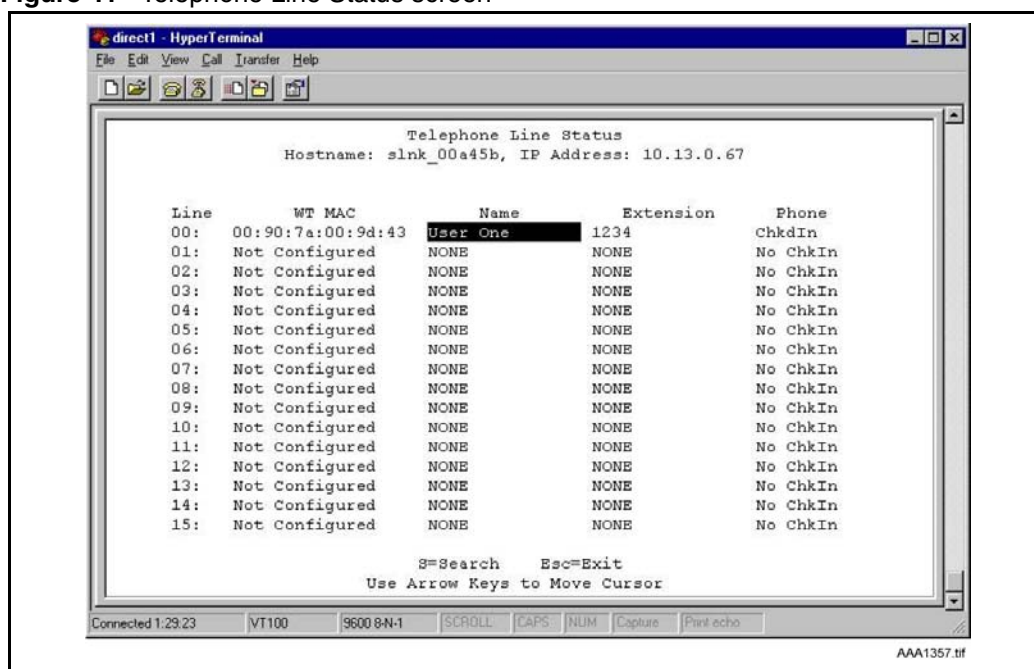 Telephone Line Status screen
direct1 - HyperTerminal
File Edit View Call Transfer Help
Telephone Line Status
Hostname: slnk_00a45b, IP Address: 10.13.0.67
Line WT MAC Name Extension Phone
00: 00:90:7a:00:9d:43 User One 1234 ChkdIn
01: Not Configured NONE NONE No ChkIn
02: Not Configured NONE NONE No ChkIn
03: Not Configured NONE NONE No ChkIn
04: Not Configured NONE NONE No ChkIn
05: Not Configured NONE NONE No ChkIn
06: Not Configured NONE NONE No ChkIn
07: Not Configured NONE NONE No ChkIn
08: Not Configured NONE NONE No ChkIn
09: Not Configured NONE NONE No ChkIn
10: Not Configured NONE NONE No ChkIn
11: Not Configured NONE NONE No ChkIn
12: Not Configured NONE NONE No ChkIn
13: Not Configured NONE NONE No ChkIn
14: Not Configured NONE NONE No ChkIn
15: Not Configured NONE NONE No ChkIn
S=Search Esc=Exit
Use Arrow Keys to Move Cursor
Connected 1:29:23 VT100 9600 8-N-1 SCROLL CAPS NUM Capture Print echo
AAA1357.tif